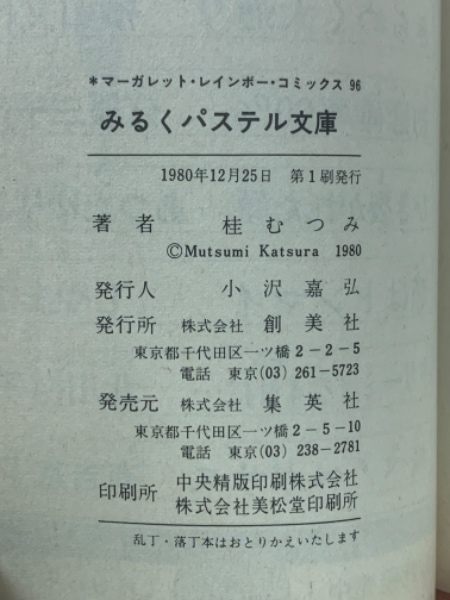 *マーガレット・レインボー・コミックス 96
みるくパステル文庫
1980年12月25日 第1刷発行
著者 桂むつみ
©Mutsumi Katsura 1980
発行人 小沢嘉弘
発行所 株式会社 創美社
東京都千代田区一ツ橋2-2-5
電話 東京(03)261-5723
発売元 株式会社 集英社
東京都千代田区一ツ橋2-5-10
電話 東京(03)238-2781
印刷所 中央精版印刷株式会社
株式会社美松堂印刷所
乱丁・落丁本はおとりかえいたします